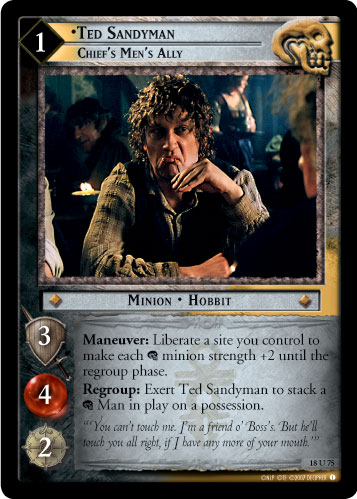 1
•Ted Sandyman
Chief's Men's Ally
Minion • Hobbit
3
4
2
Maneuver: Liberate a site you control to
make each minion strength +2 until the
regroup phase.
Regroup: Exert Ted Sandyman to stack a
Man in play on a possession.
"You can't touch me. I'm a friend o' Boss's. But he'll
touch you all right, if I have any more of your mouth."
18 U 75